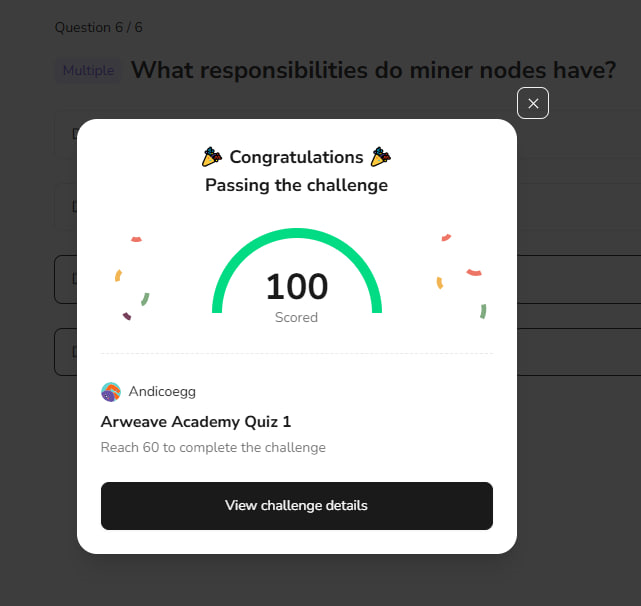 Question 6 / 6
Multiple What responsibilities do miner nodes have?
Congratulations
Passing the challenge
100
Scored
Andicoegg
Arweave Academy Quiz 1
Reach 60 to complete the challenge
View challenge details